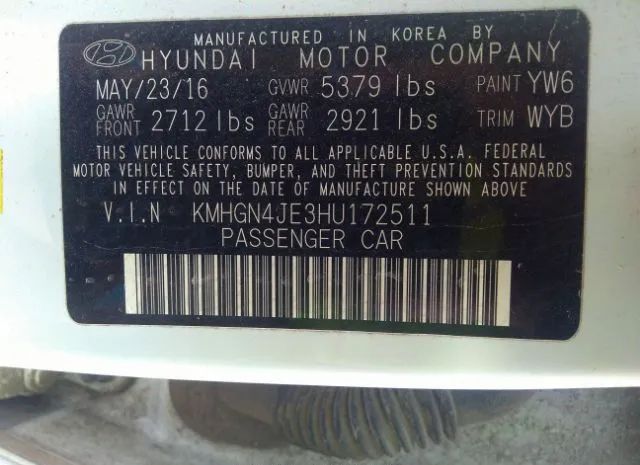 MANUFACTURED IN KOREA BY
HYUNDAI MOTOR COMPANY
MAY/23/16 GVWR 5379 lbs PAINT YW6
GAWR FRONT 2712 lbs GAWR REAR 2921 lbs TRIM WYB
THIS VEHICLE CONFORMS TO ALL APPLICABLE U.S.A. FEDERAL
MOTOR VEHICLE SAFETY, BUMPER, AND THEFT PREVENTION STANDARDS
IN EFFECT ON THE DATE OF MANUFACTURE SHOWN ABOVE
V.I.N KMHGN4JE3HU172511
PASSENGER CAR